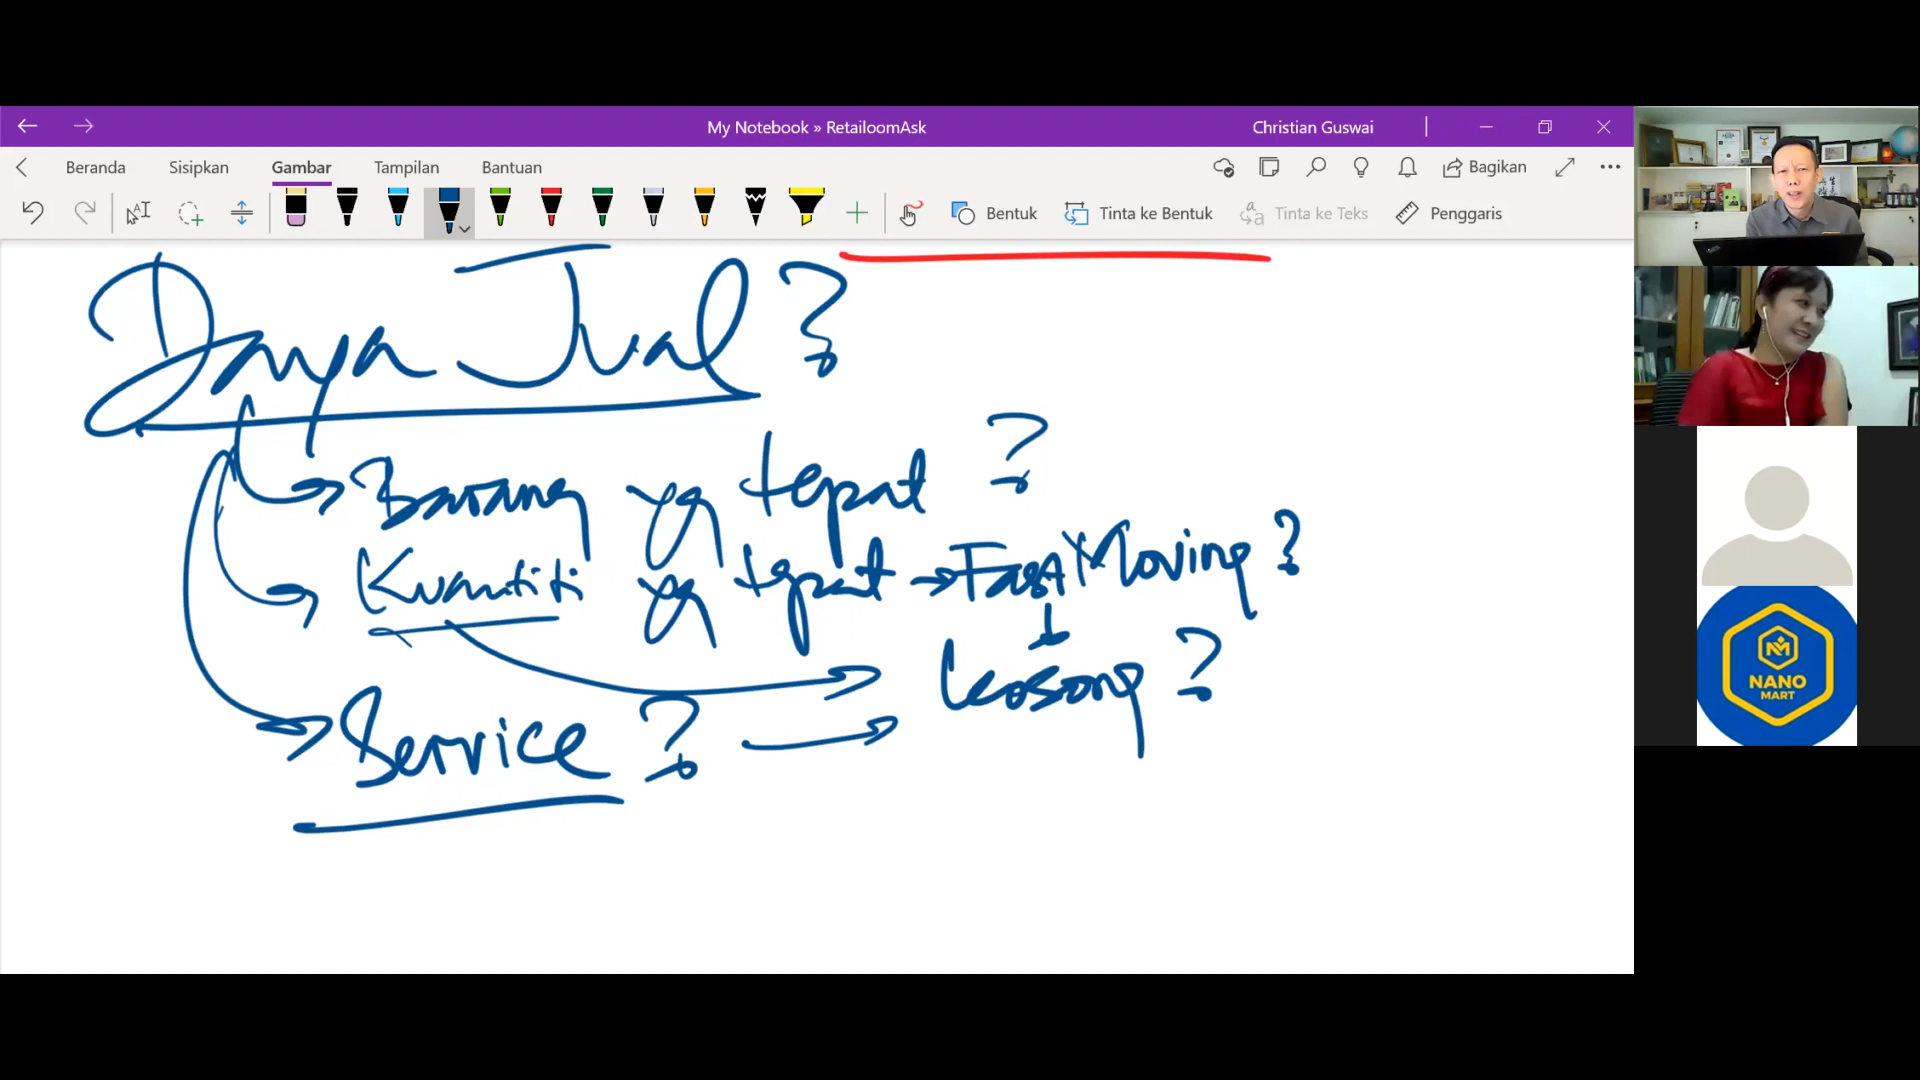 My Notebook » RetailoomAsk
Christian Guswai
Beranda Sisipkan Gambar Tampilan Bantuan
Bagikan
Bentuk Tinta ke Bentuk Tinta ke Teks Penggaris
Daya Jual ?
Barang yg tepat ?
Kuantiti yg tepat → Fast Moving ?
kosong ?
Service ?
NANO
MART